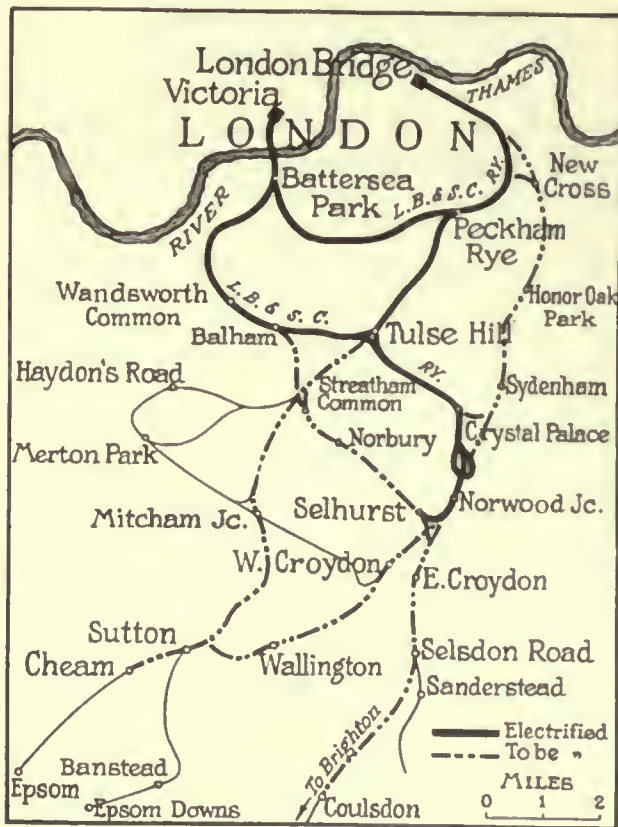 London Bridge
THAMES
Victoria
LONDON
New
Cross
Battersea
Park
L.B.&S.C. RY.
RIVER
Peckham
Rye
L.B.& S.C.
RY.
Wandsworth
Common
Honor Oak
Park
Balham
Tulse Hill
Haydon's Road
Streatham
Common
Sydenham
Norbury
Crystal Palace
Merton Park
Mitcham Jc.
Selhurst
Norwood Jc.
W. Croydon
E. Croydon
Sutton
Cheam
Wallington
Selsdon Road
Sanderstead
To Brighton
Electrified
To be "
Banstead
Epsom
Epsom Downs
Coulsdon
MILES
0 1 2